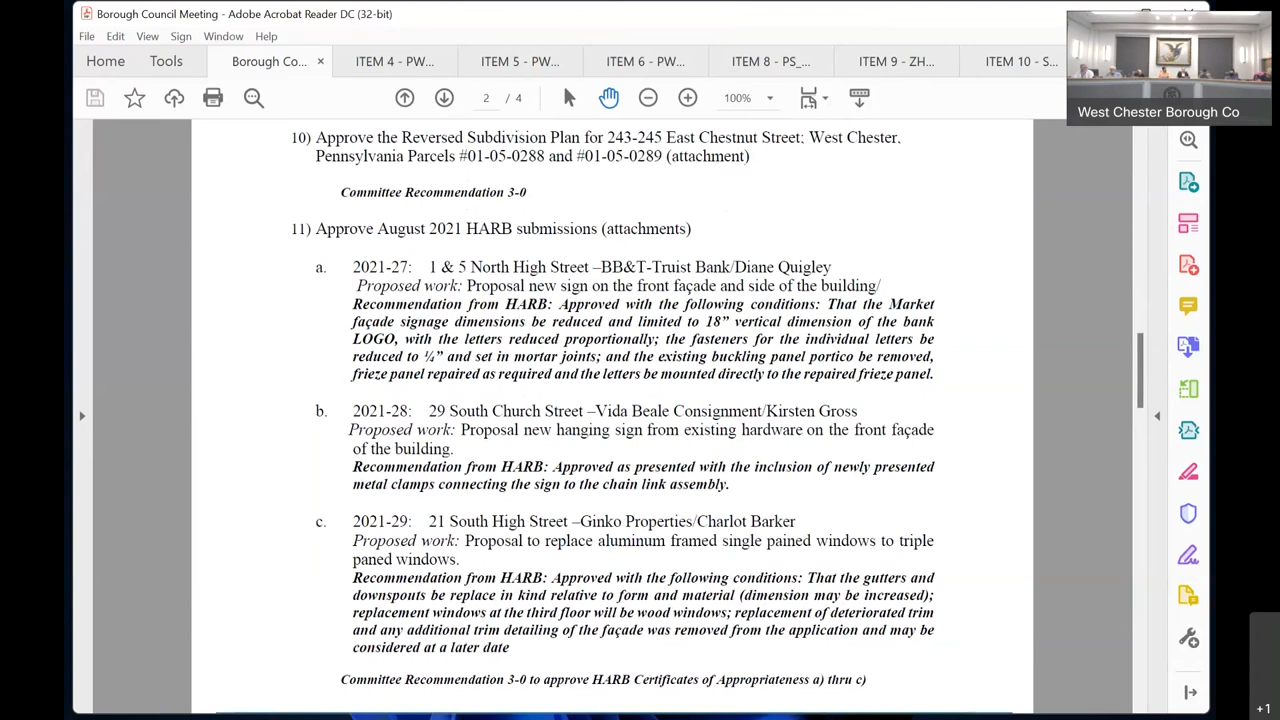 Borough Council Meeting - Adobe Acrobat Reader DC (32-bit)
File Edit View Sign Window Help
Home Tools Borough Co... × ITEM 4 - PW... ITEM 5 - PW... ITEM 6 - PW... ITEM 8 - PS_... ITEM 9 - ZH... ITEM 10 - S...
2 / 4 100%
West Chester Borough Co
10) Approve the Reversed Subdivision Plan for 243-245 East Chestnut Street; West Chester,
Pennsylvania Parcels #01-05-0288 and #01-05-0289 (attachment)
Committee Recommendation 3-0
11) Approve August 2021 HARB submissions (attachments)
a. 2021-27: 1 & 5 North High Street –BB&T-Truist Bank/Diane Quigley
Proposed work: Proposal new sign on the front façade and side of the building/
Recommendation from HARB: Approved with the following conditions: That the Market
façade signage dimensions be reduced and limited to 18” vertical dimension of the bank
LOGO, with the letters reduced proportionally; the fasteners for the individual letters be
reduced to ¼” and set in mortar joints; and the existing buckling panel portico be removed,
frieze panel repaired as required and the letters be mounted directly to the repaired frieze panel.
b. 2021-28: 29 South Church Street –Vida Beale Consignment/Kirsten Gross
Proposed work: Proposal new hanging sign from existing hardware on the front façade
of the building.
Recommendation from HARB: Approved as presented with the inclusion of newly presented
metal clamps connecting the sign to the chain link assembly.
c. 2021-29: 21 South High Street –Ginko Properties/Charlot Barker
Proposed work: Proposal to replace aluminum framed single pained windows to triple
paned windows.
Recommendation from HARB: Approved with the following conditions: That the gutters and
downspouts be replace in kind relative to form and material (dimension may be increased);
replacement windows at the third floor will be wood windows; replacement of deteriorated trim
and any additional trim detailing of the façade was removed from the application and may be
considered at a later date
Committee Recommendation 3-0 to approve HARB Certificates of Appropriateness a) thru c)
+1